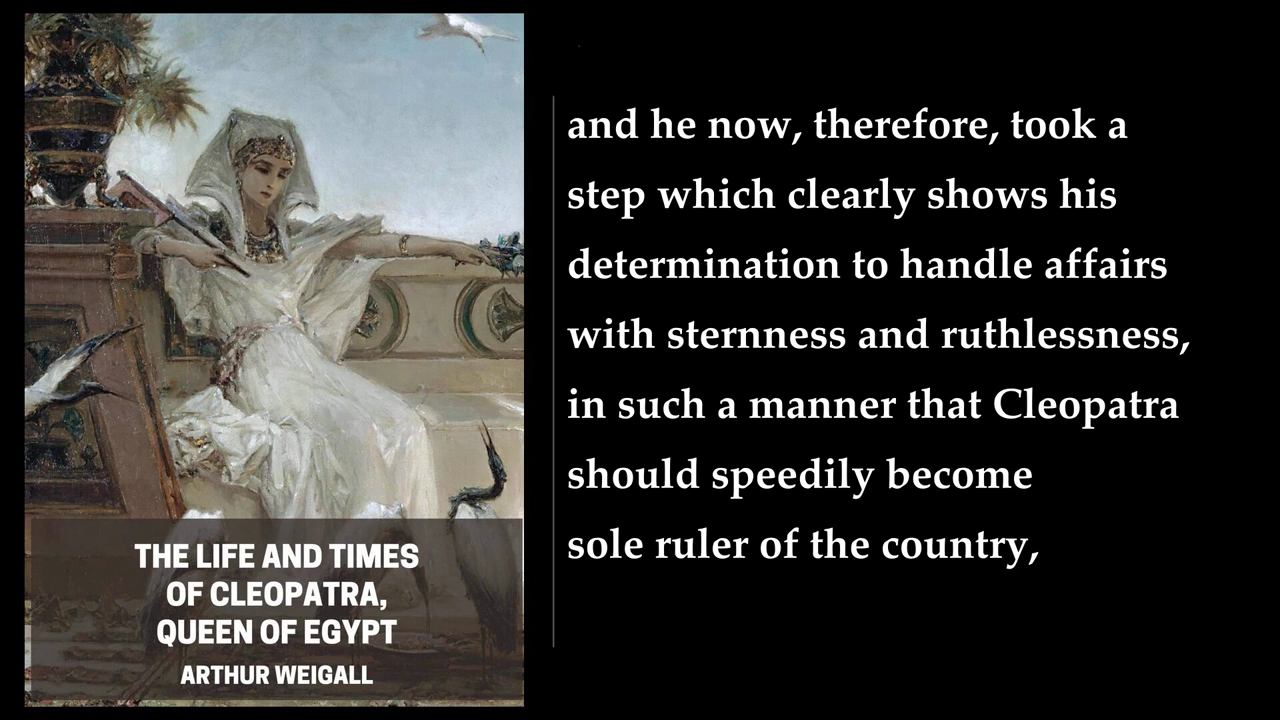 THE LIFE AND TIMES
OF CLEOPATRA,
QUEEN OF EGYPT
ARTHUR WEIGALL
and he now, therefore, took a
step which clearly shows his
determination to handle affairs
with sternness and ruthlessness,
in such a manner that Cleopatra
should speedily become
sole ruler of the country,